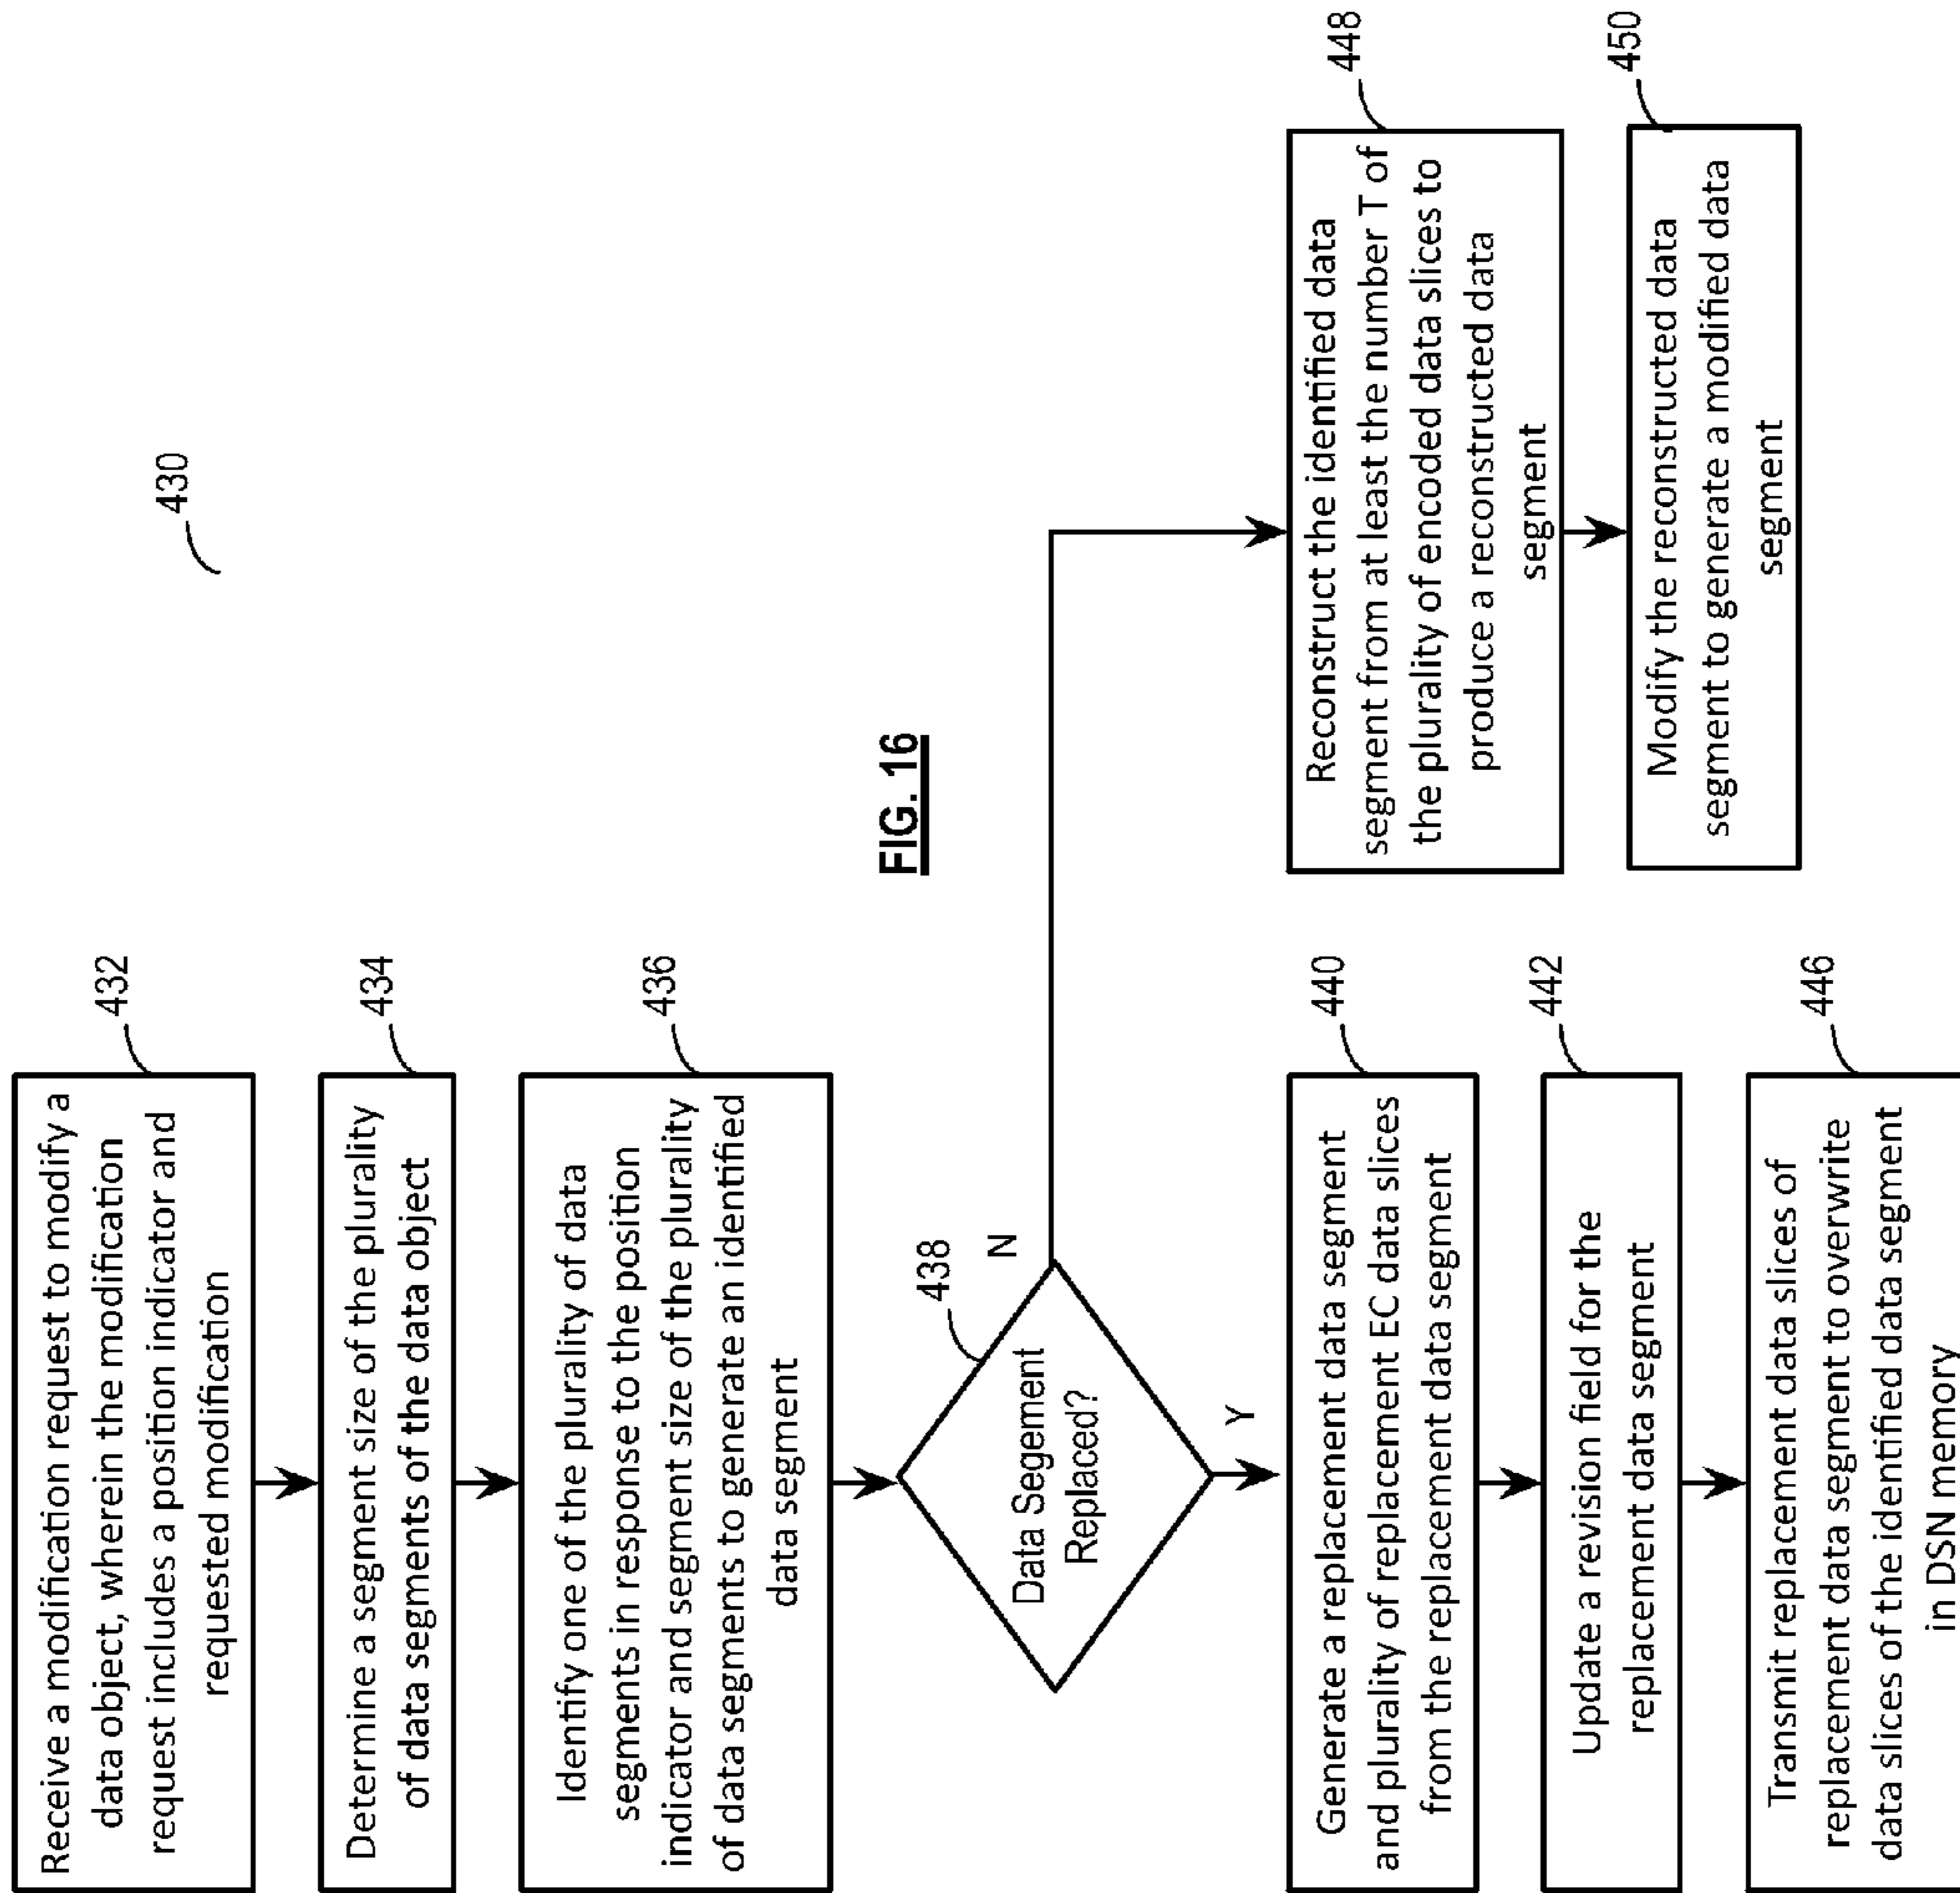 430
Receive a modification request to modify a
data object, wherein the modification
request includes a position indicator and
requested modification
432
Determine a segment size of the plurality
of data segments of the data object
434
Identify one of the plurality of data
segments in response to the position
indicator and segment size of the plurality
of data segments to generate an identified
data segment
436
Data Segement
Replaced?
438
N
Y
Generate a replacement data segment
and plurality of replacement EC data slices
from the replacement data segment
440
Update a revision field for the
replacement data segment
442
Transmit replacement data slices of
replacement data segment to overwrite
data slices of the identified data segment
in DSN memory
446
Reconstruct the identified data
segment from at least the number T of
the plurality of encoded data slices to
produce a reconstructed data
segment
448
Modify the reconstructed data
segment to generate a modified data
segment
450
FIG. 16